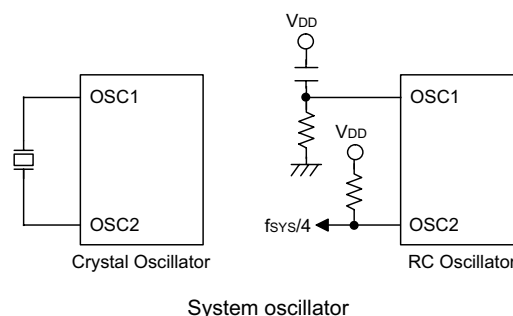 OSC1
OSC2
Crystal Oscillator
VDD
OSC1
VDD
fSYS/4
OSC2
RC Oscillator
System oscillator